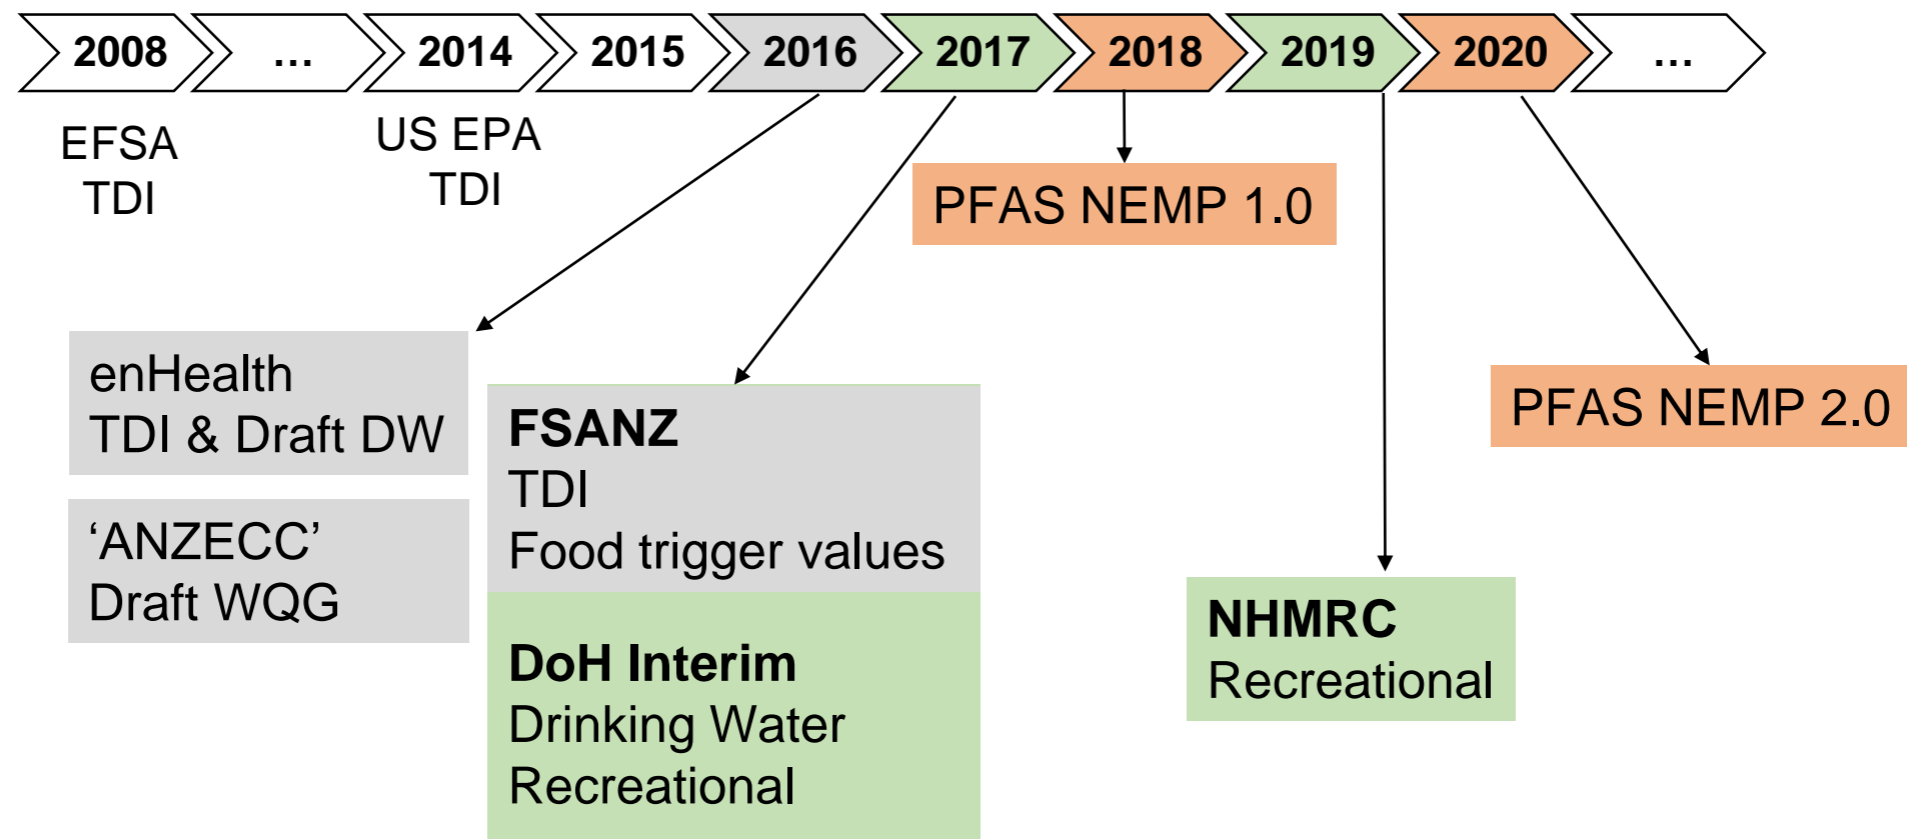 2008 ... 2014 2015 2016 2017 2018 2019 2020 ...
EFSA
TDI
US EPA
TDI
PFAS NEMP 1.0
enHealth
TDI & Draft DW
‘ANZECC’
Draft WQG
FSANZ
TDI
Food trigger values
DoH Interim
Drinking Water
Recreational
NHMRC
Recreational
PFAS NEMP 2.0